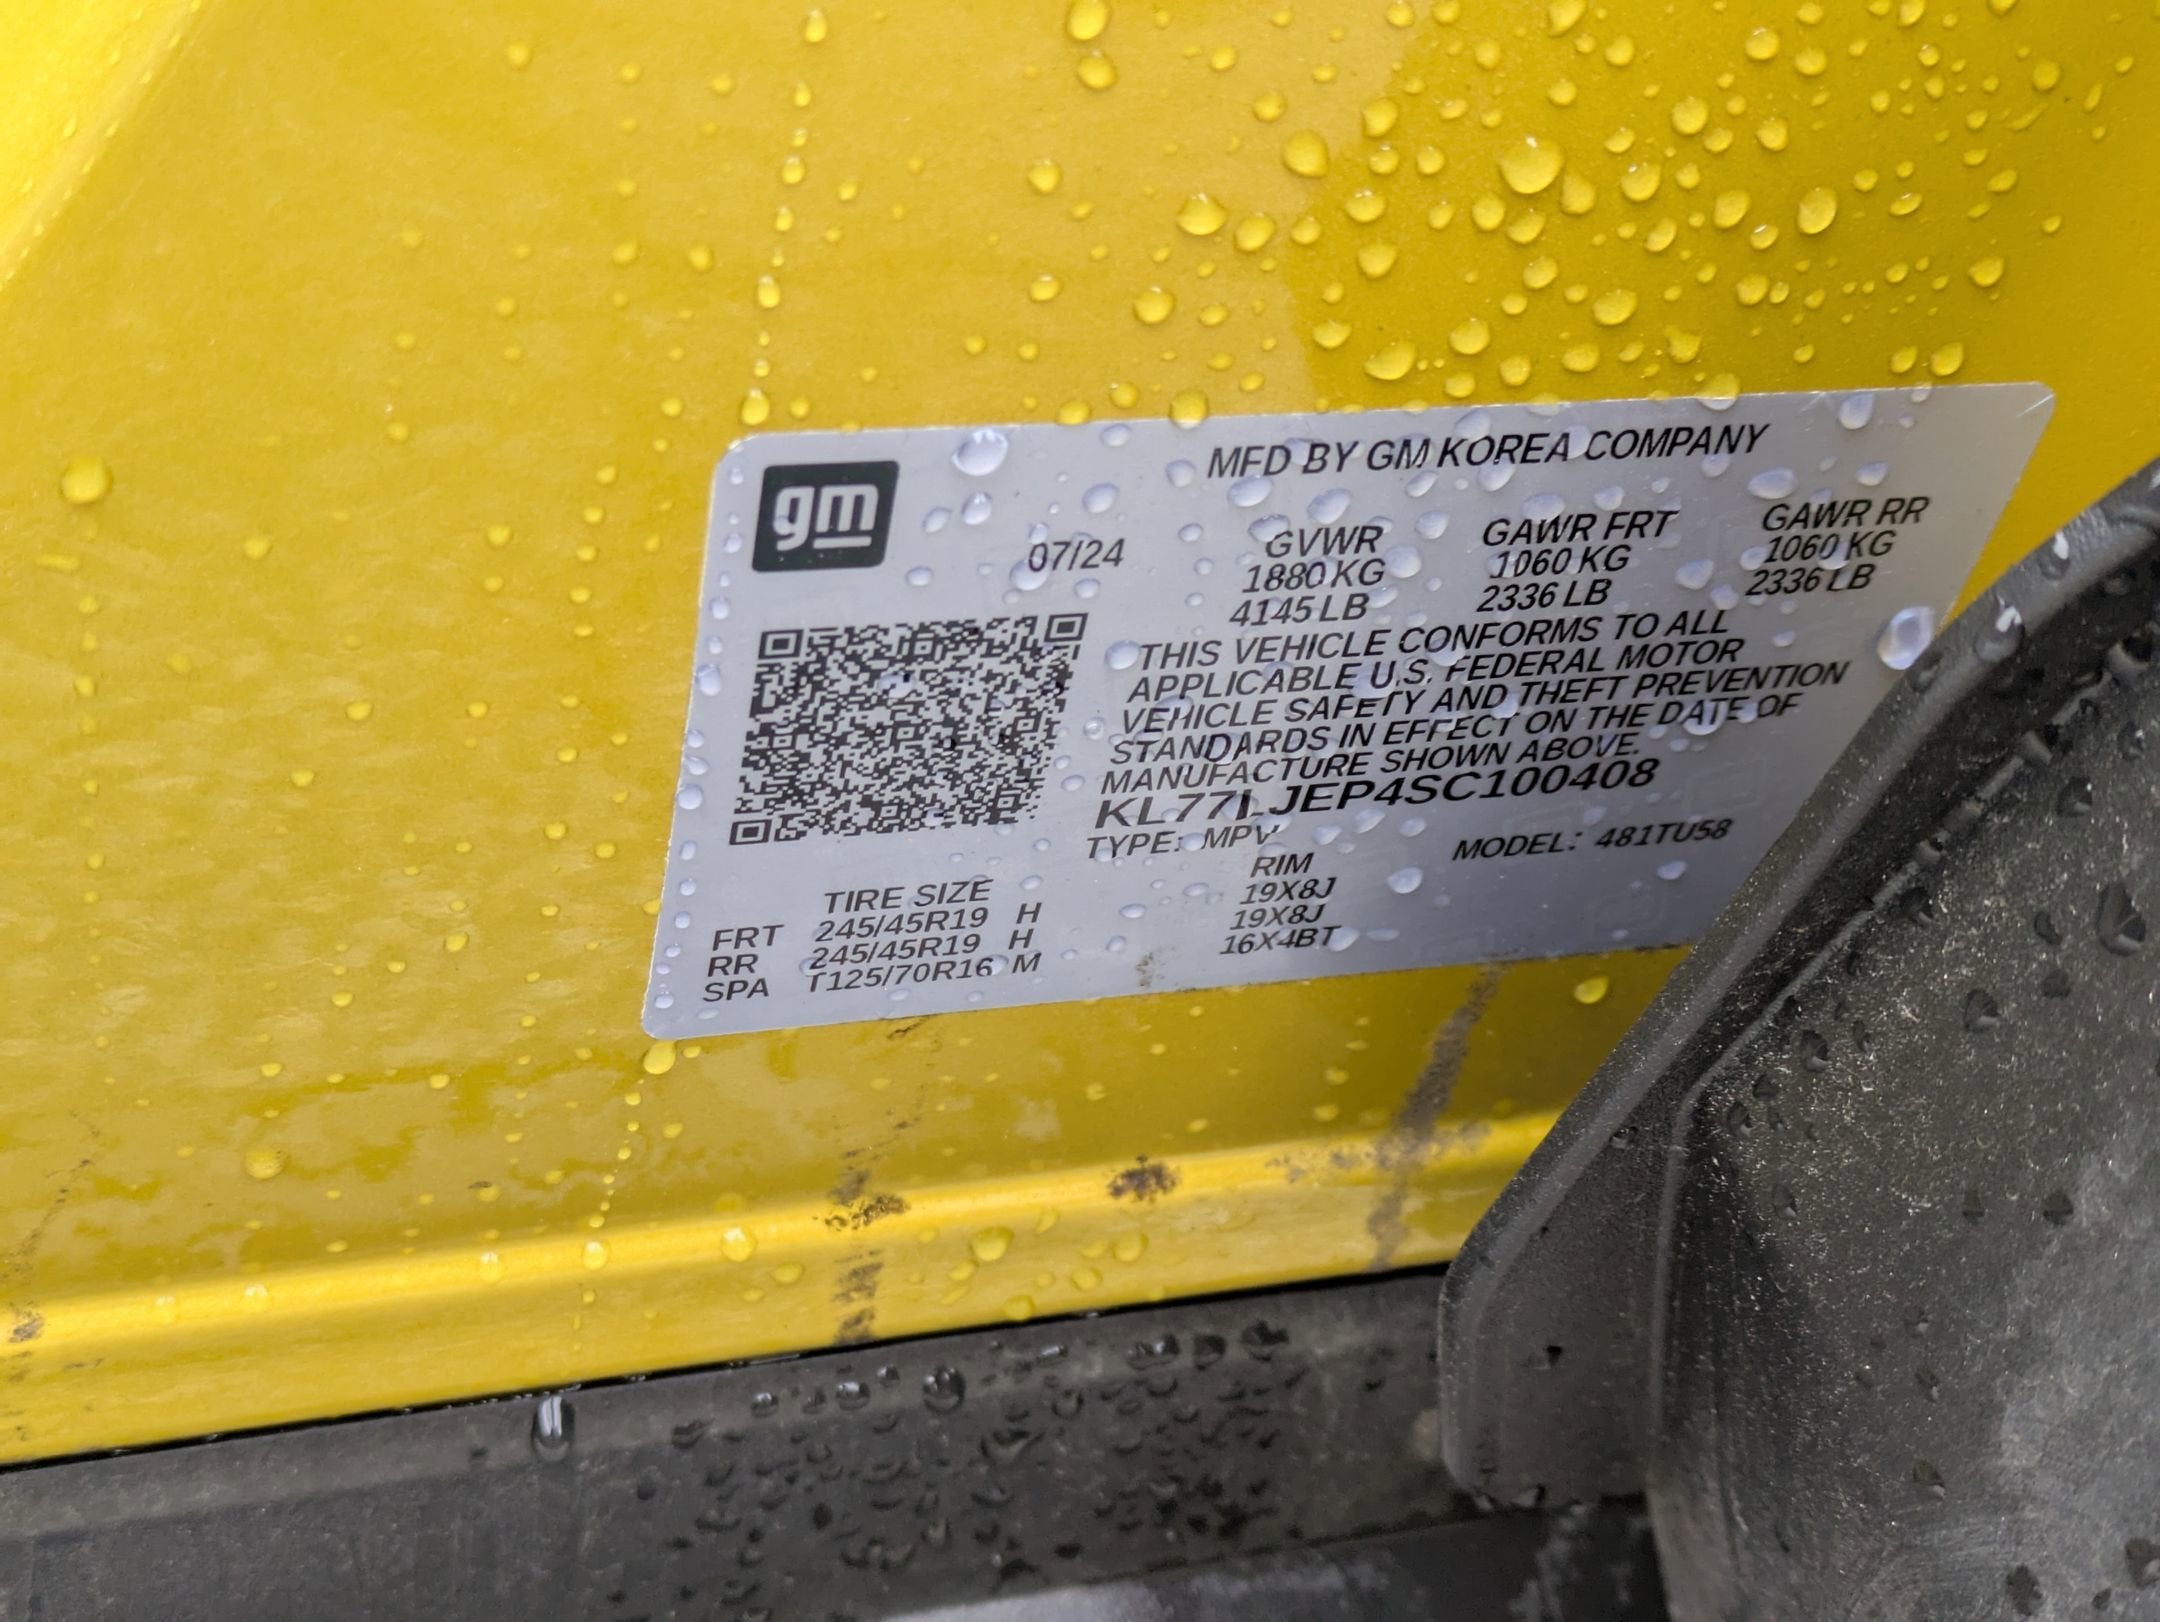 gm
MFD BY GM KOREA COMPANY
07/24
GVWR GAWR FRT GAWR RR
1880 KG 1060 KG 1060 KG
4145 LB 2336 LB 2336 LB
THIS VEHICLE CONFORMS TO ALL
APPLICABLE U.S. FEDERAL MOTOR
VEHICLE SAFETY AND THEFT PREVENTION
STANDARDS IN EFFECT ON THE DATE OF
MANUFACTURE SHOWN ABOVE.
KL77LJEP4SC100408
TYPE: MPV MODEL: 481TU58
TIRE SIZE RIM
FRT 245/45R19 H 19X8J
RR 245/45R19 H 19X8J
SPA T125/70R16 M 16X4BT